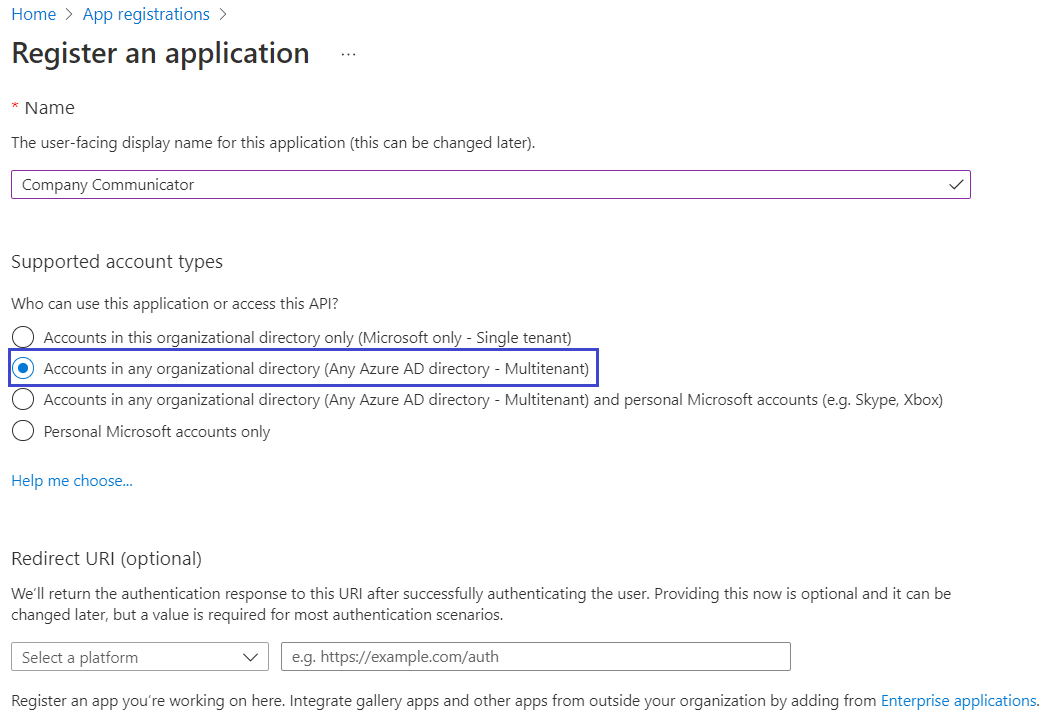 Home > App registrations >
Register an application ...
* Name
The user-facing display name for this application (this can be changed later).
Company Communicator
Supported account types
Who can use this application or access this API?
Accounts in this organizational directory only (Microsoft only - Single tenant)
Accounts in any organizational directory (Any Azure AD directory - Multitenant)
Accounts in any organizational directory (Any Azure AD directory - Multitenant) and personal Microsoft accounts (e.g. Skype, Xbox)
Personal Microsoft accounts only
Help me choose...
Redirect URI (optional)
We'll return the authentication response to this URI after successfully authenticating the user. Providing this now is optional and it can be
changed later, but a value is required for most authentication scenarios.
Select a platform e.g. https://example.com/auth
Register an app you're working on here. Integrate gallery apps and other apps from outside your organization by adding from Enterprise applications.